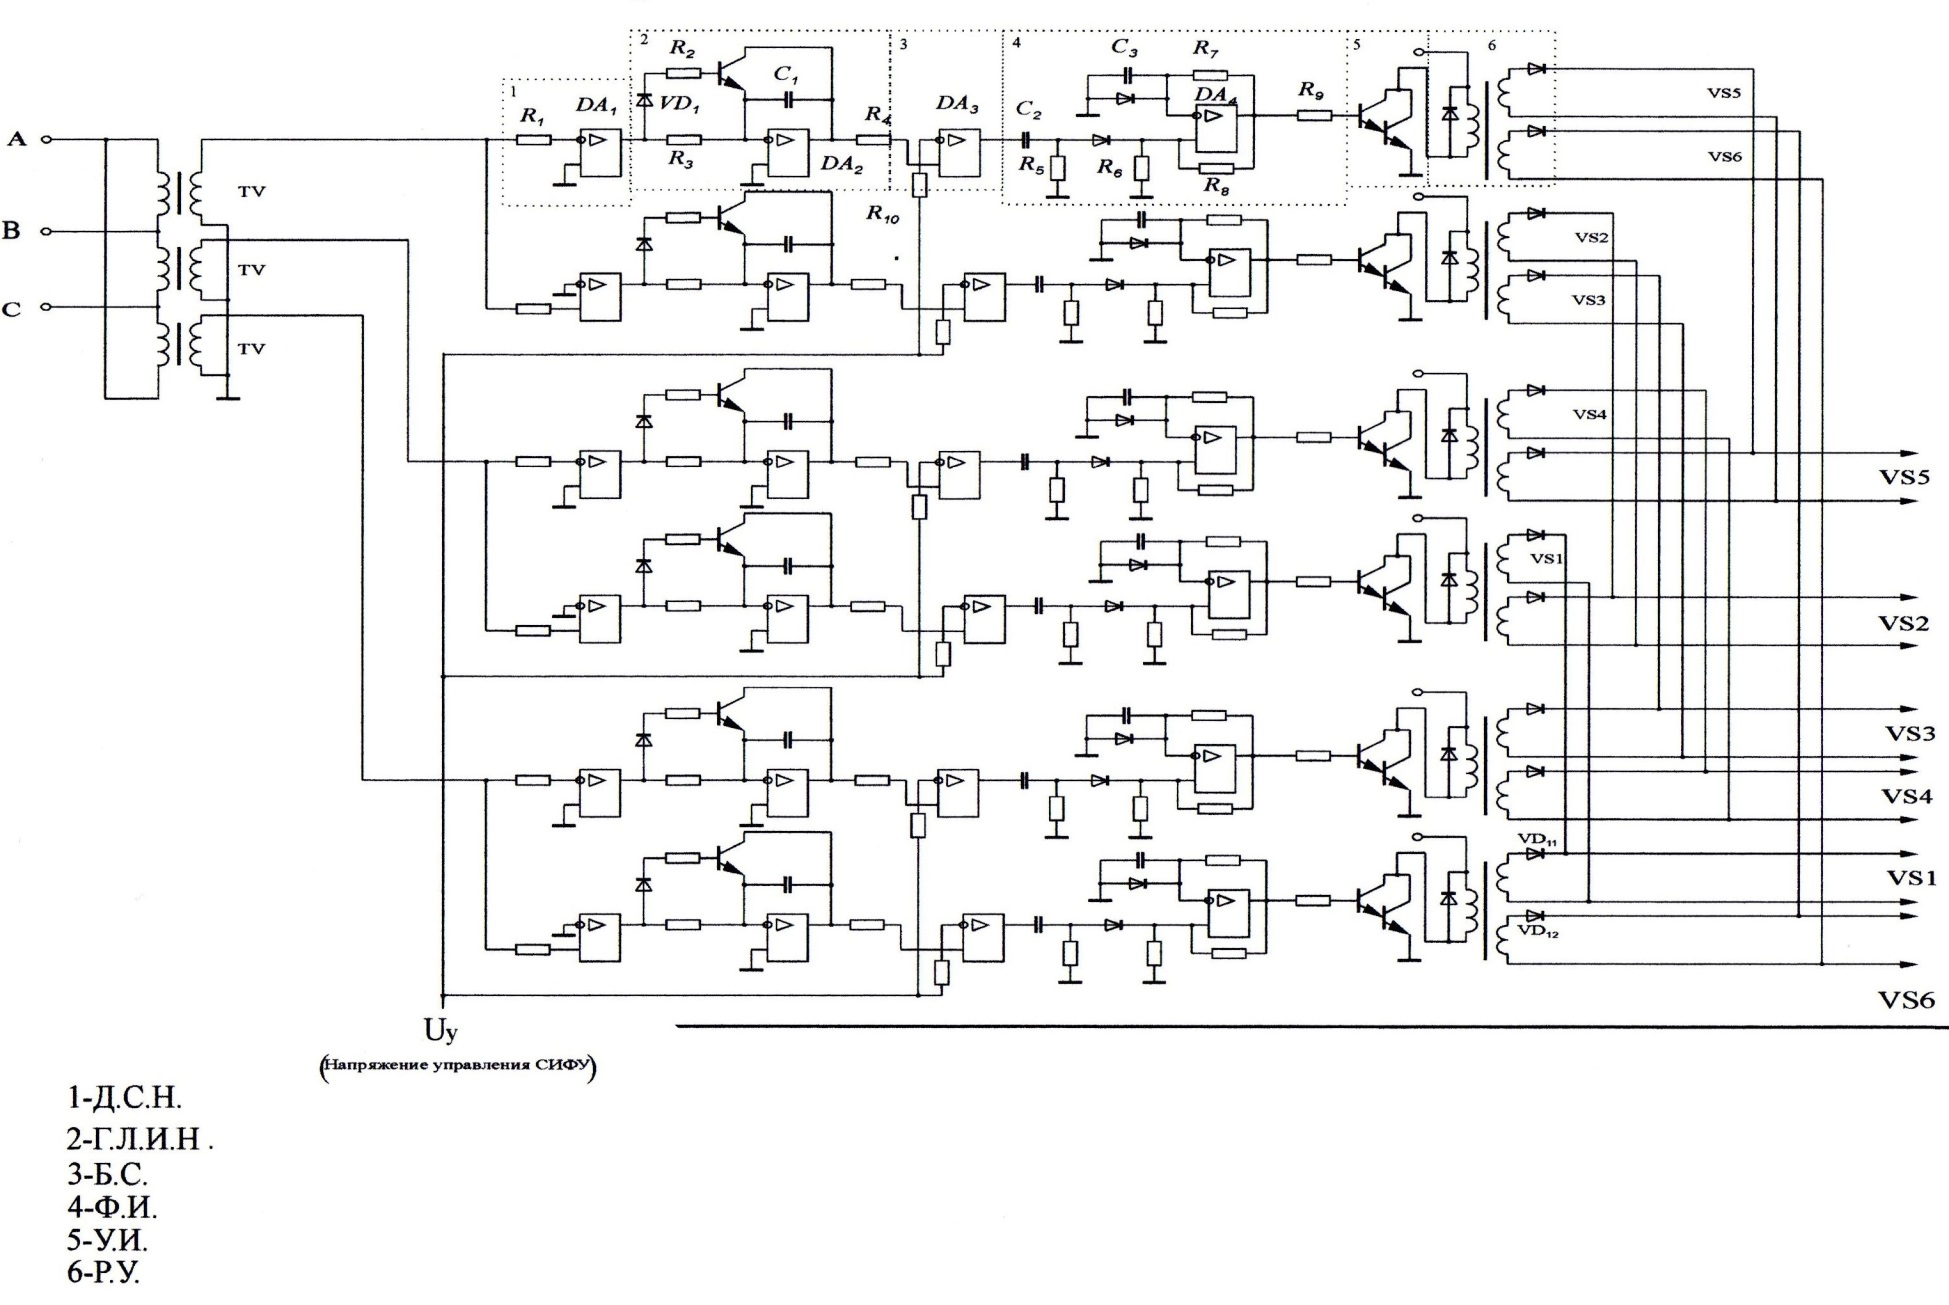 1
2
3
4
5
6
R1
DA1
R2
VD1
R3
C1
DA2
R4
DA3
R10
C2
R5
C3
R6
R7
DA4
R8
R9
A
B
C
TV
TV
TV
VS5
VS6
VS2
VS3
VS4
VS1
VD11
VD12
VS5
VS2
VS3
VS4
VS1
VS6
Uу
(Напряжение управления СИФУ)
1-Д.С.Н.
2-Г.Л.И.Н .
3-Б.С.
4-Ф.И.
5-У.И.
6-Р.У.